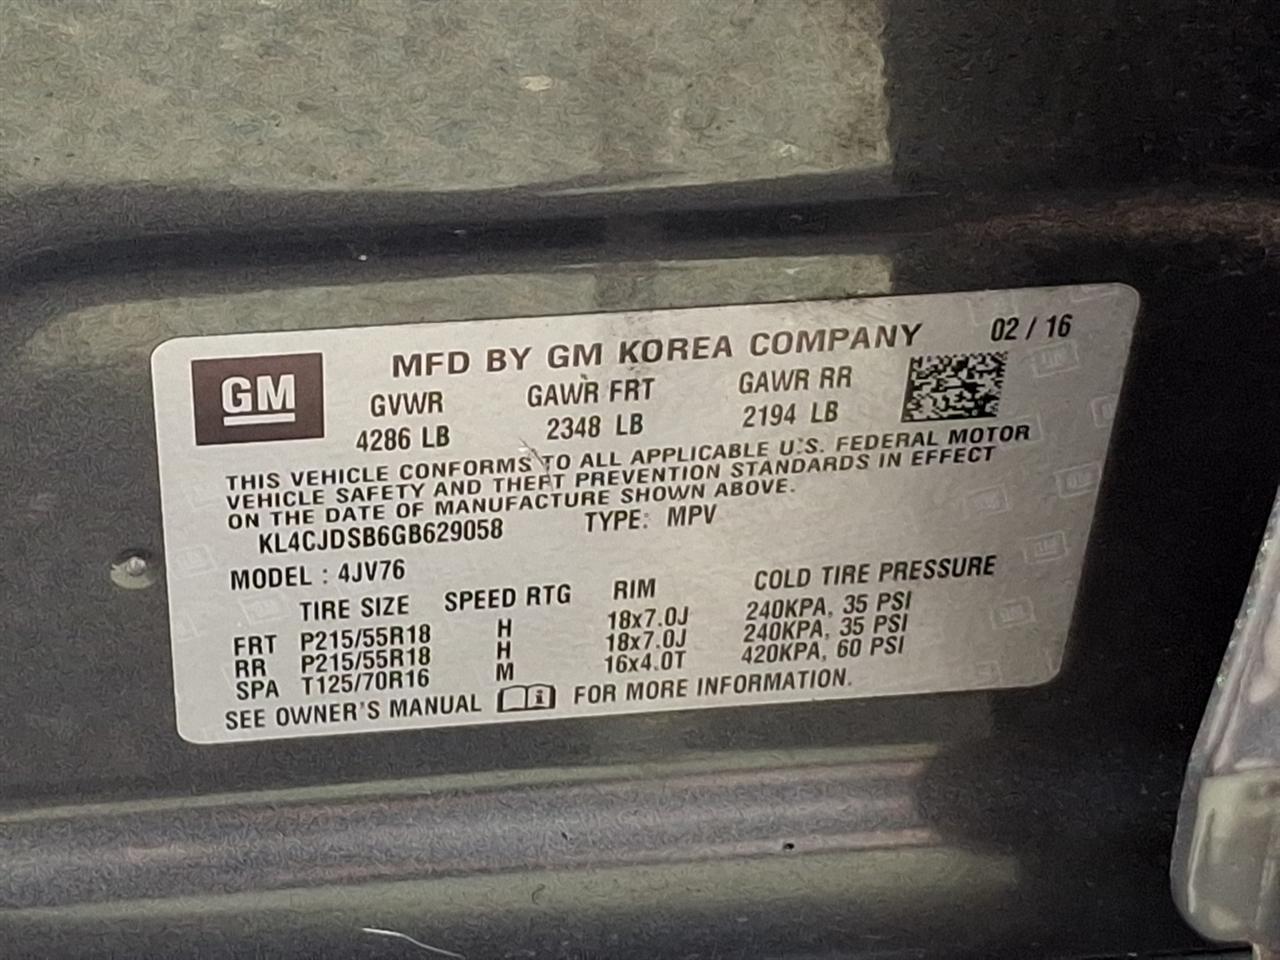 GM
MFD BY GM KOREA COMPANY 02 / 16
GVWR GAWR FRT GAWR RR
4286 LB 2348 LB 2194 LB
THIS VEHICLE CONFORMS TO ALL APPLICABLE U.S. FEDERAL MOTOR
VEHICLE SAFETY AND THEFT PREVENTION STANDARDS IN EFFECT
ON THE DATE OF MANUFACTURE SHOWN ABOVE.
KL4CJDSB6GB629058 TYPE: MPV
MODEL : 4JV76
TIRE SIZE SPEED RTG RIM COLD TIRE PRESSURE
FRT P215/55R18 H 18x7.0J 240KPA, 35 PSI
RR P215/55R18 H 18x7.0J 240KPA, 35 PSI
SPA T125/70R16 M 16x4.0T 420KPA, 60 PSI
SEE OWNER'S MANUAL FOR MORE INFORMATION.